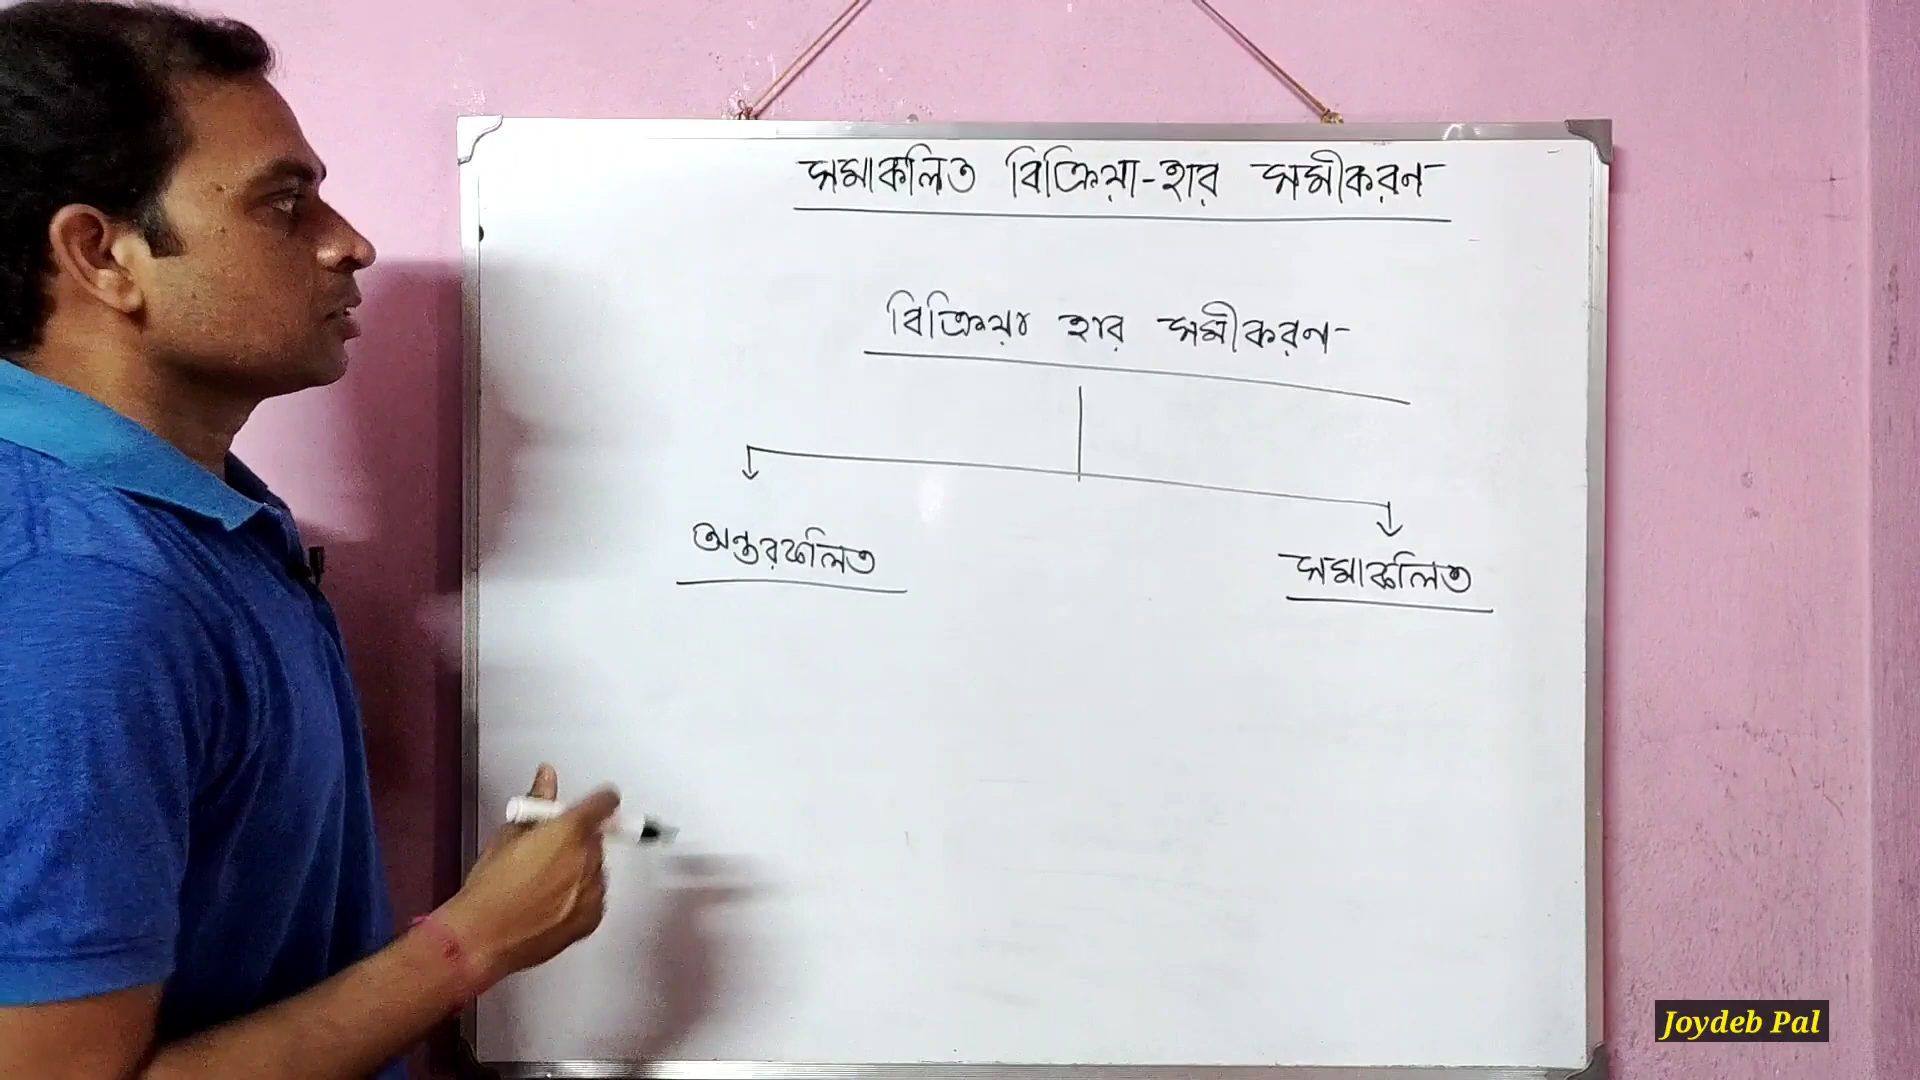 সমাকলিত বিক্রিয়া-হার সমীকরণ
বিক্রিয়া হার সমীকরণ
অন্তরকলিত
সমাকলিত
Joydeb Pal